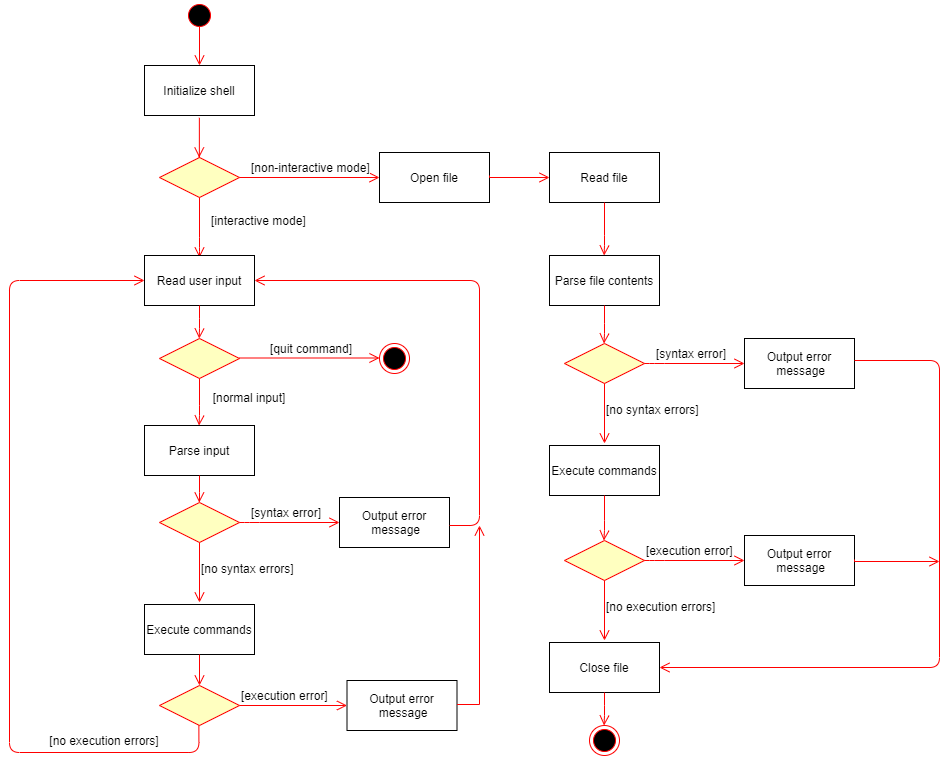 Initialize shell
[non-interactive mode]
Open file
Read file
[interactive mode]
Read user input
Parse file contents
[quit command]
[syntax error]
Output error
message
[normal input]
[no syntax errors]
Parse input
Execute commands
[syntax error]
Output error
message
[execution error]
Output error
message
[no syntax errors]
[no execution errors]
Execute commands
Close file
[execution error]
Output error
message
[no execution errors]